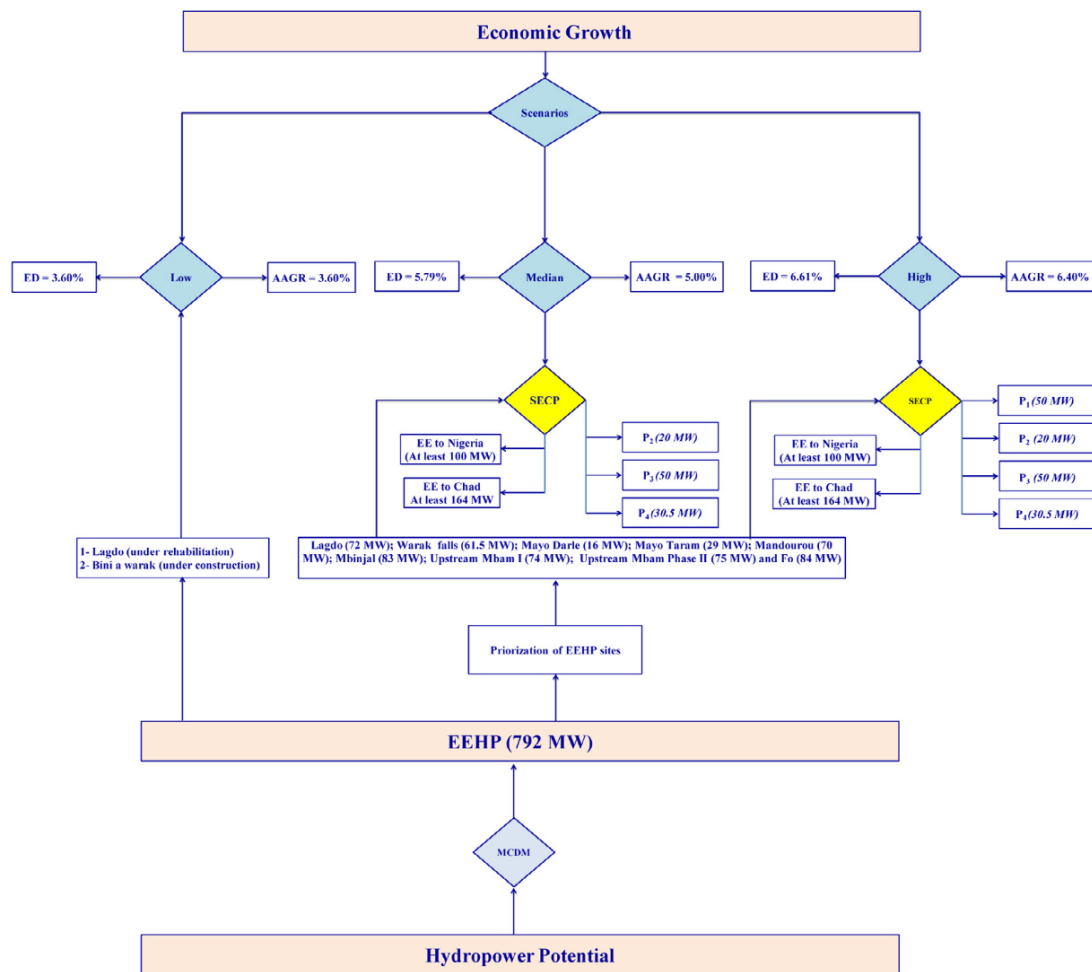 Economic Growth
Scenarios
ED = 3.60%
Low
AAGR = 3.60%
ED = 5.79%
Median
AAGR = 5.00%
ED = 6.61%
High
AAGR = 6.40%
SECP
EE to Nigeria
(At least 100 MW)
EE to Chad
At least 164 MW
P2 (20 MW)
P3 (50 MW)
P4 (30.5 MW)
SECP
EE to Nigeria
(At least 100 MW)
EE to Chad
(At least 164 MW)
P1 (50 MW)
P2 (20 MW)
P3 (50 MW)
P4 (30.5 MW)
1- Lagdo (under rehabilitation)
2- Bini a warak (under construction)
Lagdo (72 MW); Warak falls (61.5 MW); Mayo Darle (16 MW); Mayo Taram (29 MW); Mandourou (70
MW); Mbinjal (83 MW); Upstream Mbam I (74 MW); Upstream Mbam Phase II (75 MW) and Fo (84 MW)
Priorization of EEHP sites
EEHP (792 MW)
MCDM
Hydropower Potential